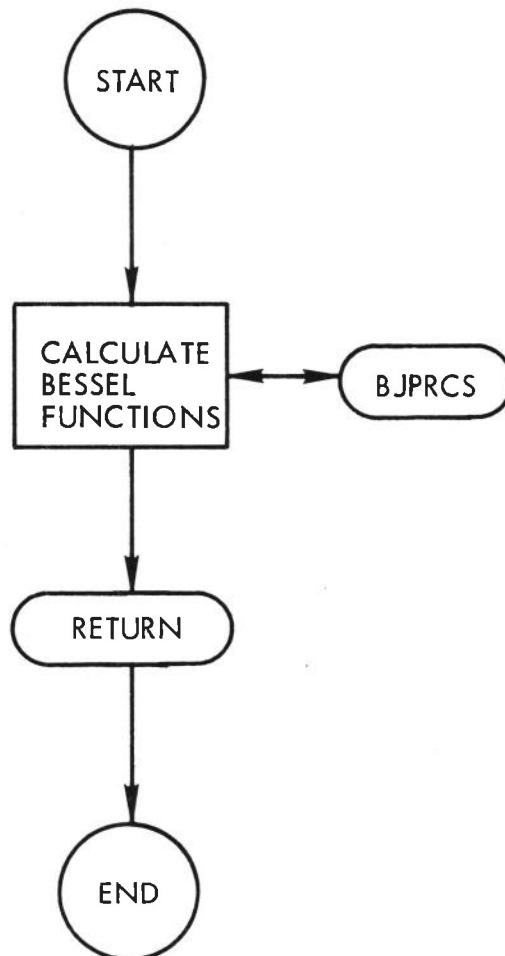 START
CALCULATE
BESSEL
FUNCTIONS
BJPRCS
RETURN
END